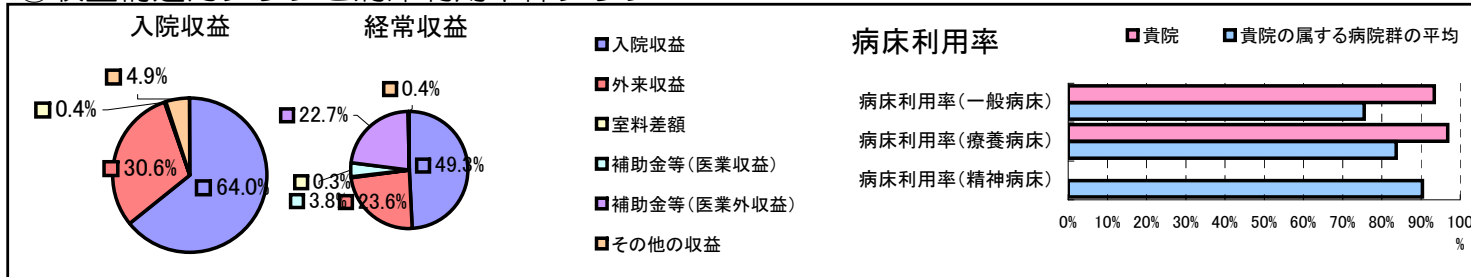 入院収益
4.9%
0.4%
30.6%
64.0%
経常収益
0.4%
22.7%
49.3%
0.3%
3.8%
23.6%
入院収益
外来収益
室料差額
補助金等(医業収益)
補助金等(医業外収益)
その他の収益
病床利用率
貴院
貴院の属する病院群の平均
病床利用率(一般病床)
病床利用率(療養病床)
病床利用率(精神病床)
0% 10% 20% 30% 40% 50% 60% 70% 80% 90% 100
%